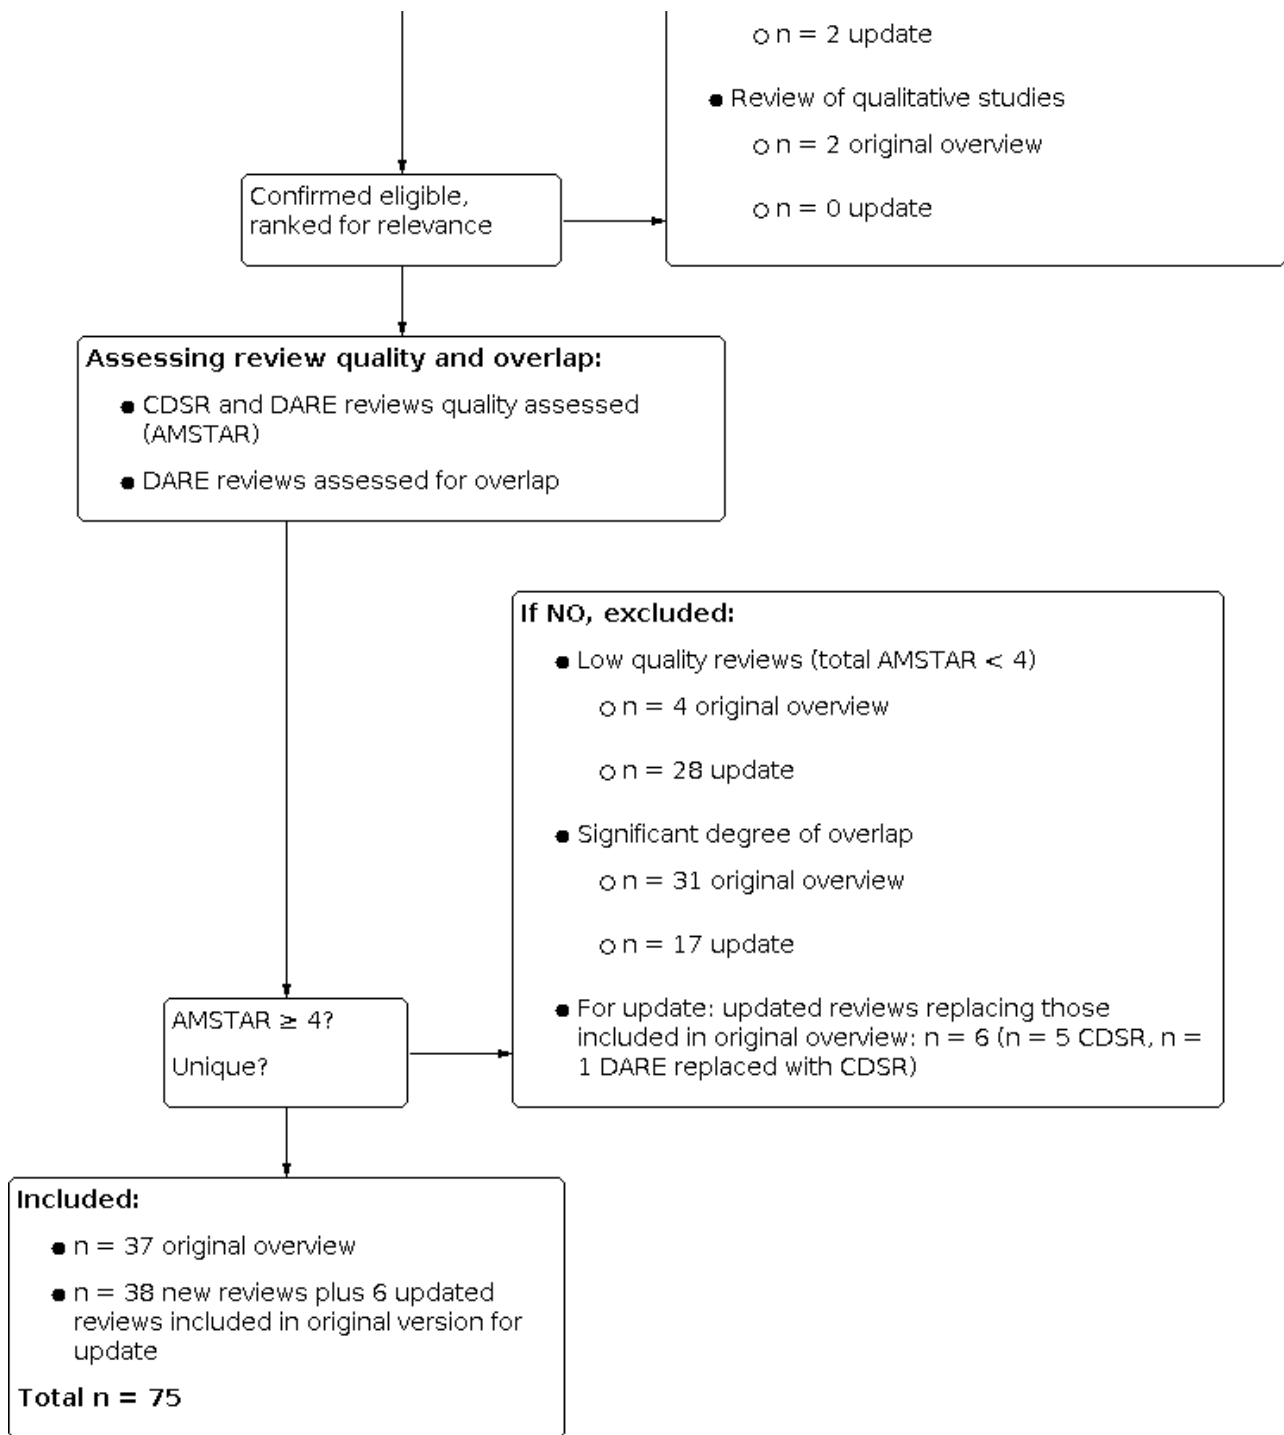 ○ n = 2 update
● Review of qualitative studies
○ n = 2 original overview
○ n = 0 update
Confirmed eligible,
ranked for relevance
Assessing review quality and overlap:
● CDSR and DARE reviews quality assessed
(AMSTAR)
● DARE reviews assessed for overlap
If NO, excluded:
● Low quality reviews (total AMSTAR < 4)
○ n = 4 original overview
○ n = 28 update
● Significant degree of overlap
○ n = 31 original overview
○ n = 17 update
● For update: updated reviews replacing those
included in original overview: n = 6 (n = 5 CDSR, n =
1 DARE replaced with CDSR)
AMSTAR ≥ 4?
Unique?
Included:
● n = 37 original overview
● n = 38 new reviews plus 6 updated
reviews included in original version for
update
Total n = 75